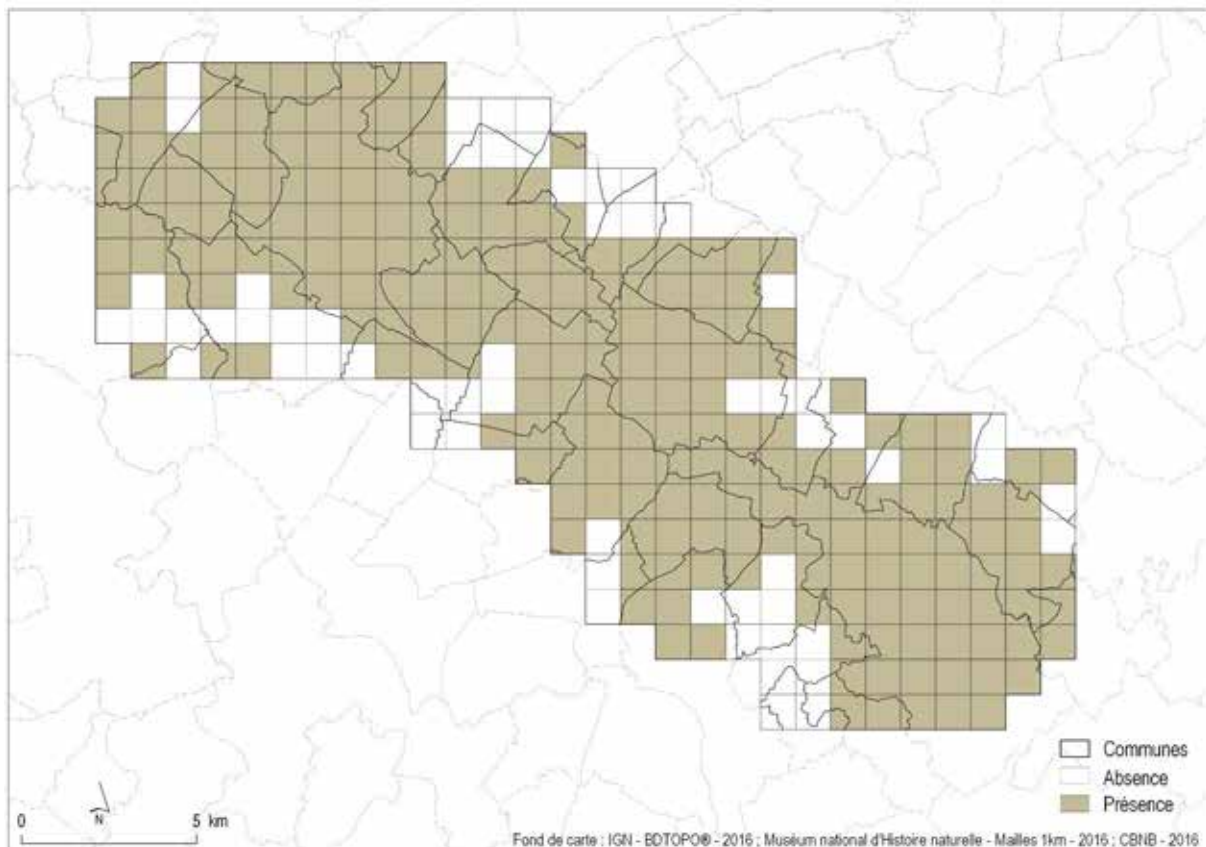 Communes
Absence
Présence
N
0 5 km
Fond de carte : IGN - BDTOPO® - 2016 ; Muséum national d'Histoire naturelle - Mailles 1km - 2016 ; CBNB - 2016